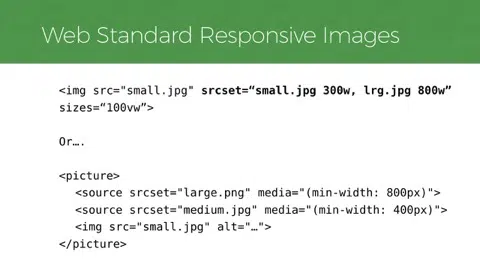 Web Standard Responsive Images
<img src="small.jpg" srcset=“small.jpg 300w, lrg.jpg 800w”
sizes=“100vw”>
Or….
<picture>
<source srcset="large.png" media="(min-width: 800px)">
<source srcset="medium.jpg" media="(min-width: 400px)">
<img src="small.jpg" alt="…">
</picture>